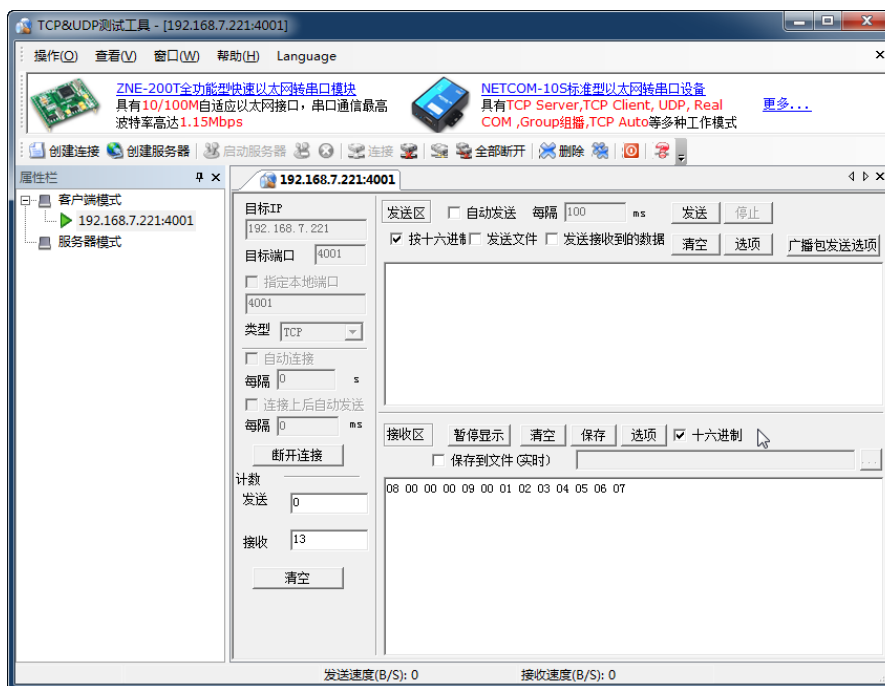 TCP&UDP测试工具 - [192.168.7.221:4001]
操作(O) 查看(V) 窗口(W) 帮助(H) Language
ZNE-200T全功能型快速以太网转串口模块
具有10/100M自适应以太网接口，串口通信最高
波特率高达1.15Mbps
NETCOM-10S标准型以太网转串口设备
具有TCP Server,TCP Client, UDP, Real
COM ,Group组播,TCP Auto等多种工作模式
更多...
创建连接 创建服务器 启动服务器 连接 全部断开 删除
属性栏
客户端模式
192.168.7.221:4001
服务器模式
192.168.7.221:4001
目标IP
192.168.7.221
目标端口 4001
指定本地端口
4001
类型 TCP
自动连接
每隔 0 s
连接上后自动发送
每隔 0 ms
断开连接
计数
发送 0
接收 13
清空
发送区 自动发送 每隔 100 ms 发送 停止
按十六进制 发送文件 发送接收到的数据 清空 选项 广播包发送选项
接收区 暂停显示 清空 保存 选项 十六进制
保存到文件(实时) ...
08 00 00 00 09 00 01 02 03 04 05 06 07
发送速度(B/S): 0 接收速度(B/S): 0